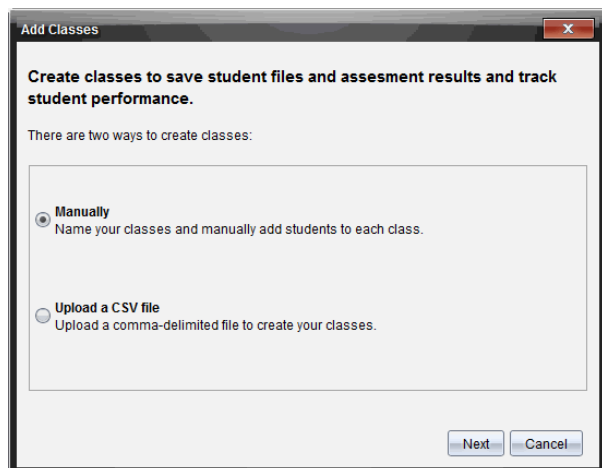 Add Classes
Create classes to save student files and assesment results and track
student performance.
There are two ways to create classes:
Manually
Name your classes and manually add students to each class.
Upload a CSV file
Upload a comma-delimited file to create your classes.
Next Cancel